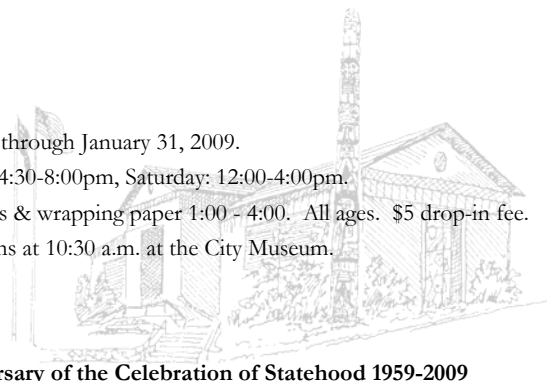 through January 31, 2009.
4:30-8:00pm, Saturday: 12:00-4:00pm.
& wrapping paper 1:00 - 4:00. All ages. $5 drop-in fee.
at 10:30 a.m. at the City Museum.
of the Celebration of Statehood 1959-2009